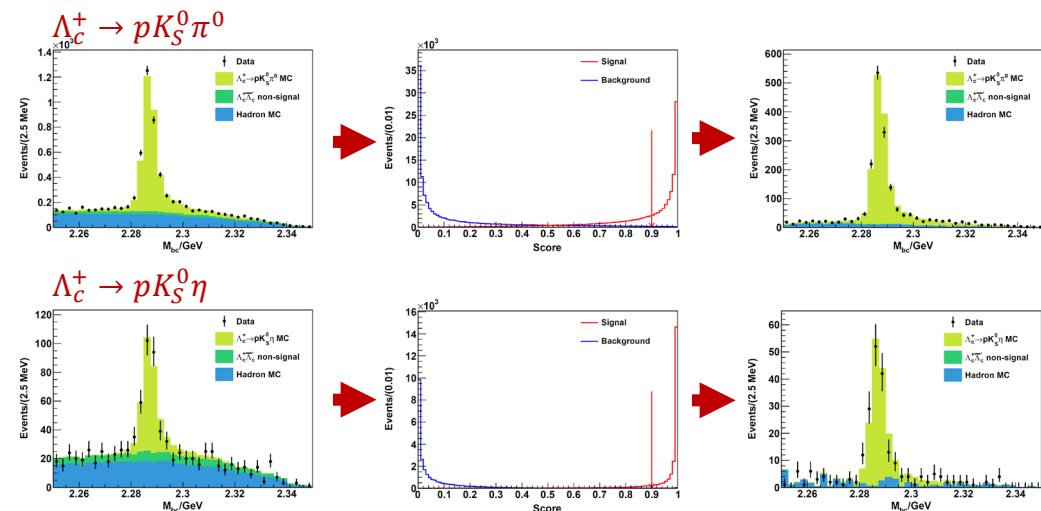 Λc+ → pKS0π0
×10³
1.4
1.2
1
0.8
0.6
0.4
0.2
0
Events/(2.5 MeV)
Data
Λc+→pKS0π0 MC
ΛcΛc non-signal
Hadron MC
2.26 2.28 2.3 2.32 2.34
Mbc/GeV
×10³
35
30
25
20
15
10
5
0
Events/(0.01)
Signal
Background
0 0.1 0.2 0.3 0.4 0.5 0.6 0.7 0.8 0.9 1
Score
600
500
400
300
200
100
0
Events/(2.5 MeV)
Data
Λc+→pKS0π0 MC
ΛcΛc non-signal
Hadron MC
2.26 2.28 2.3 2.32 2.34
Mbc/GeV
Λc+ → pKS0η
120
100
80
60
40
20
0
Events/(2.5 MeV)
Data
Λc+→pKS0η MC
ΛcΛc non-signal
Hadron MC
2.26 2.28 2.3 2.32 2.34
Mbc/GeV
×10³
16
14
12
10
8
6
4
2
0
Events/(0.01)
Signal
Background
0 0.1 0.2 0.3 0.4 0.5 0.6 0.7 0.8 0.9 1
Score
60
50
40
30
20
10
0
Events/(2.5 MeV)
Data
Λc+→pKS0η MC
ΛcΛc non-signal
Hadron MC
2.26 2.28 2.3 2.32 2.34
Mbc/GeV